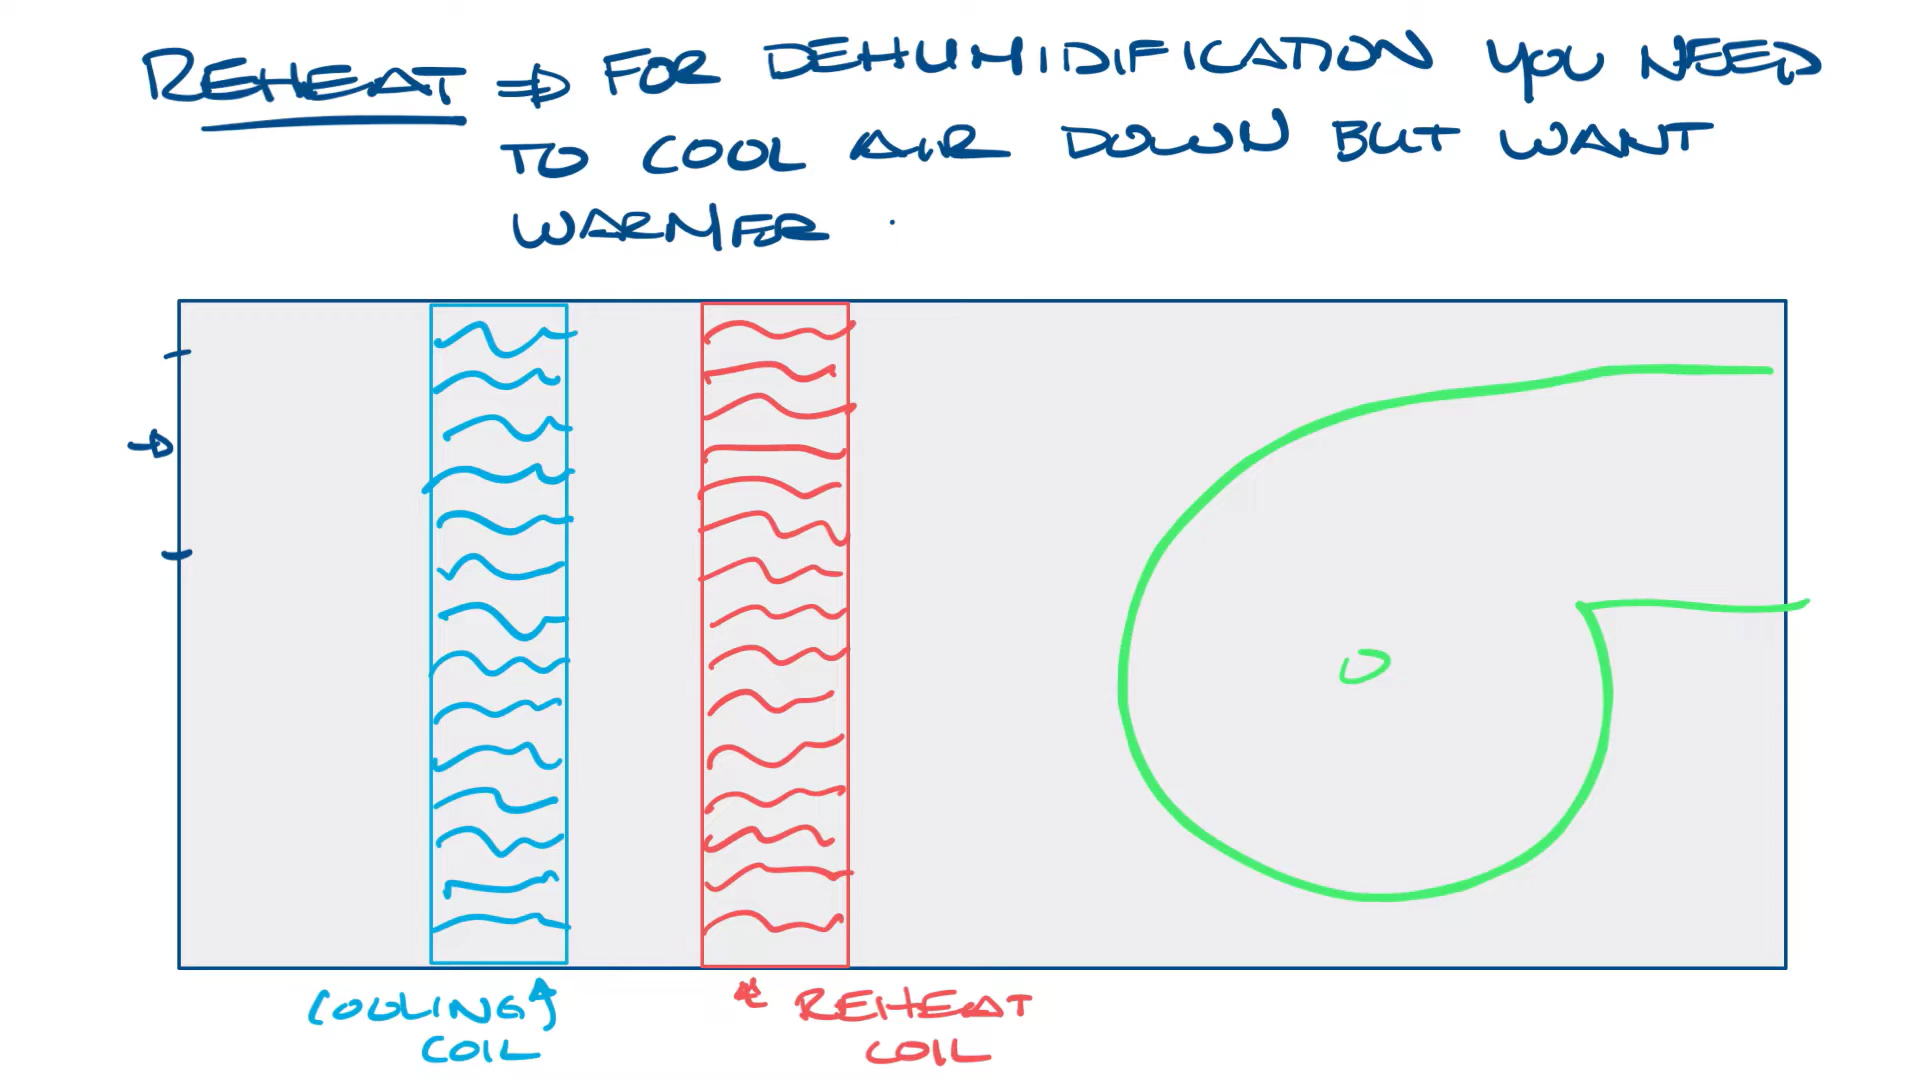 REHEAT ⇒ FOR DEHUMIDIFICATION YOU NEED
TO COOL AIR DOWN BUT WANT
WARMER
COOLING
COIL
REHEAT
COIL